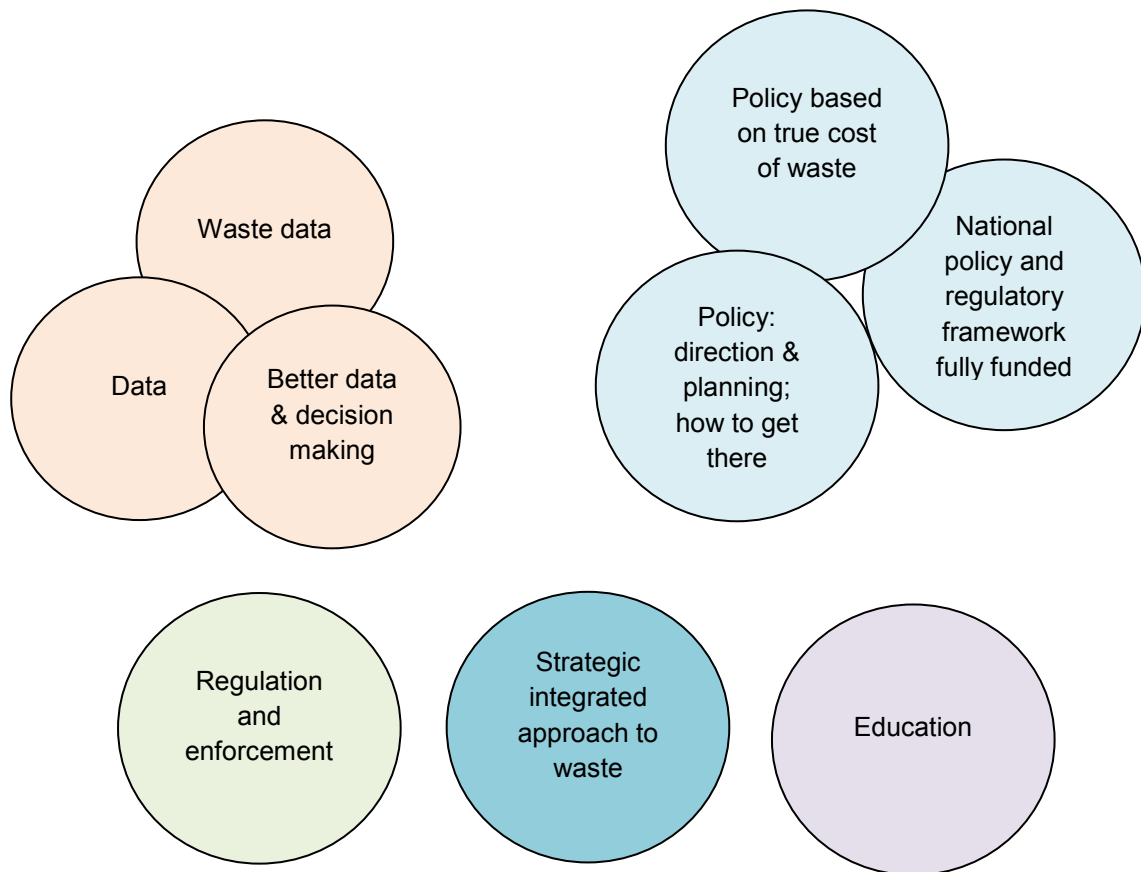 Waste data
Data
Better data
& decision
making
Policy based
on true cost
of waste
National
policy and
regulatory
framework
fully funded
Policy:
direction &
planning;
how to get
there
Regulation
and
enforcement
Strategic
integrated
approach to
waste
Education